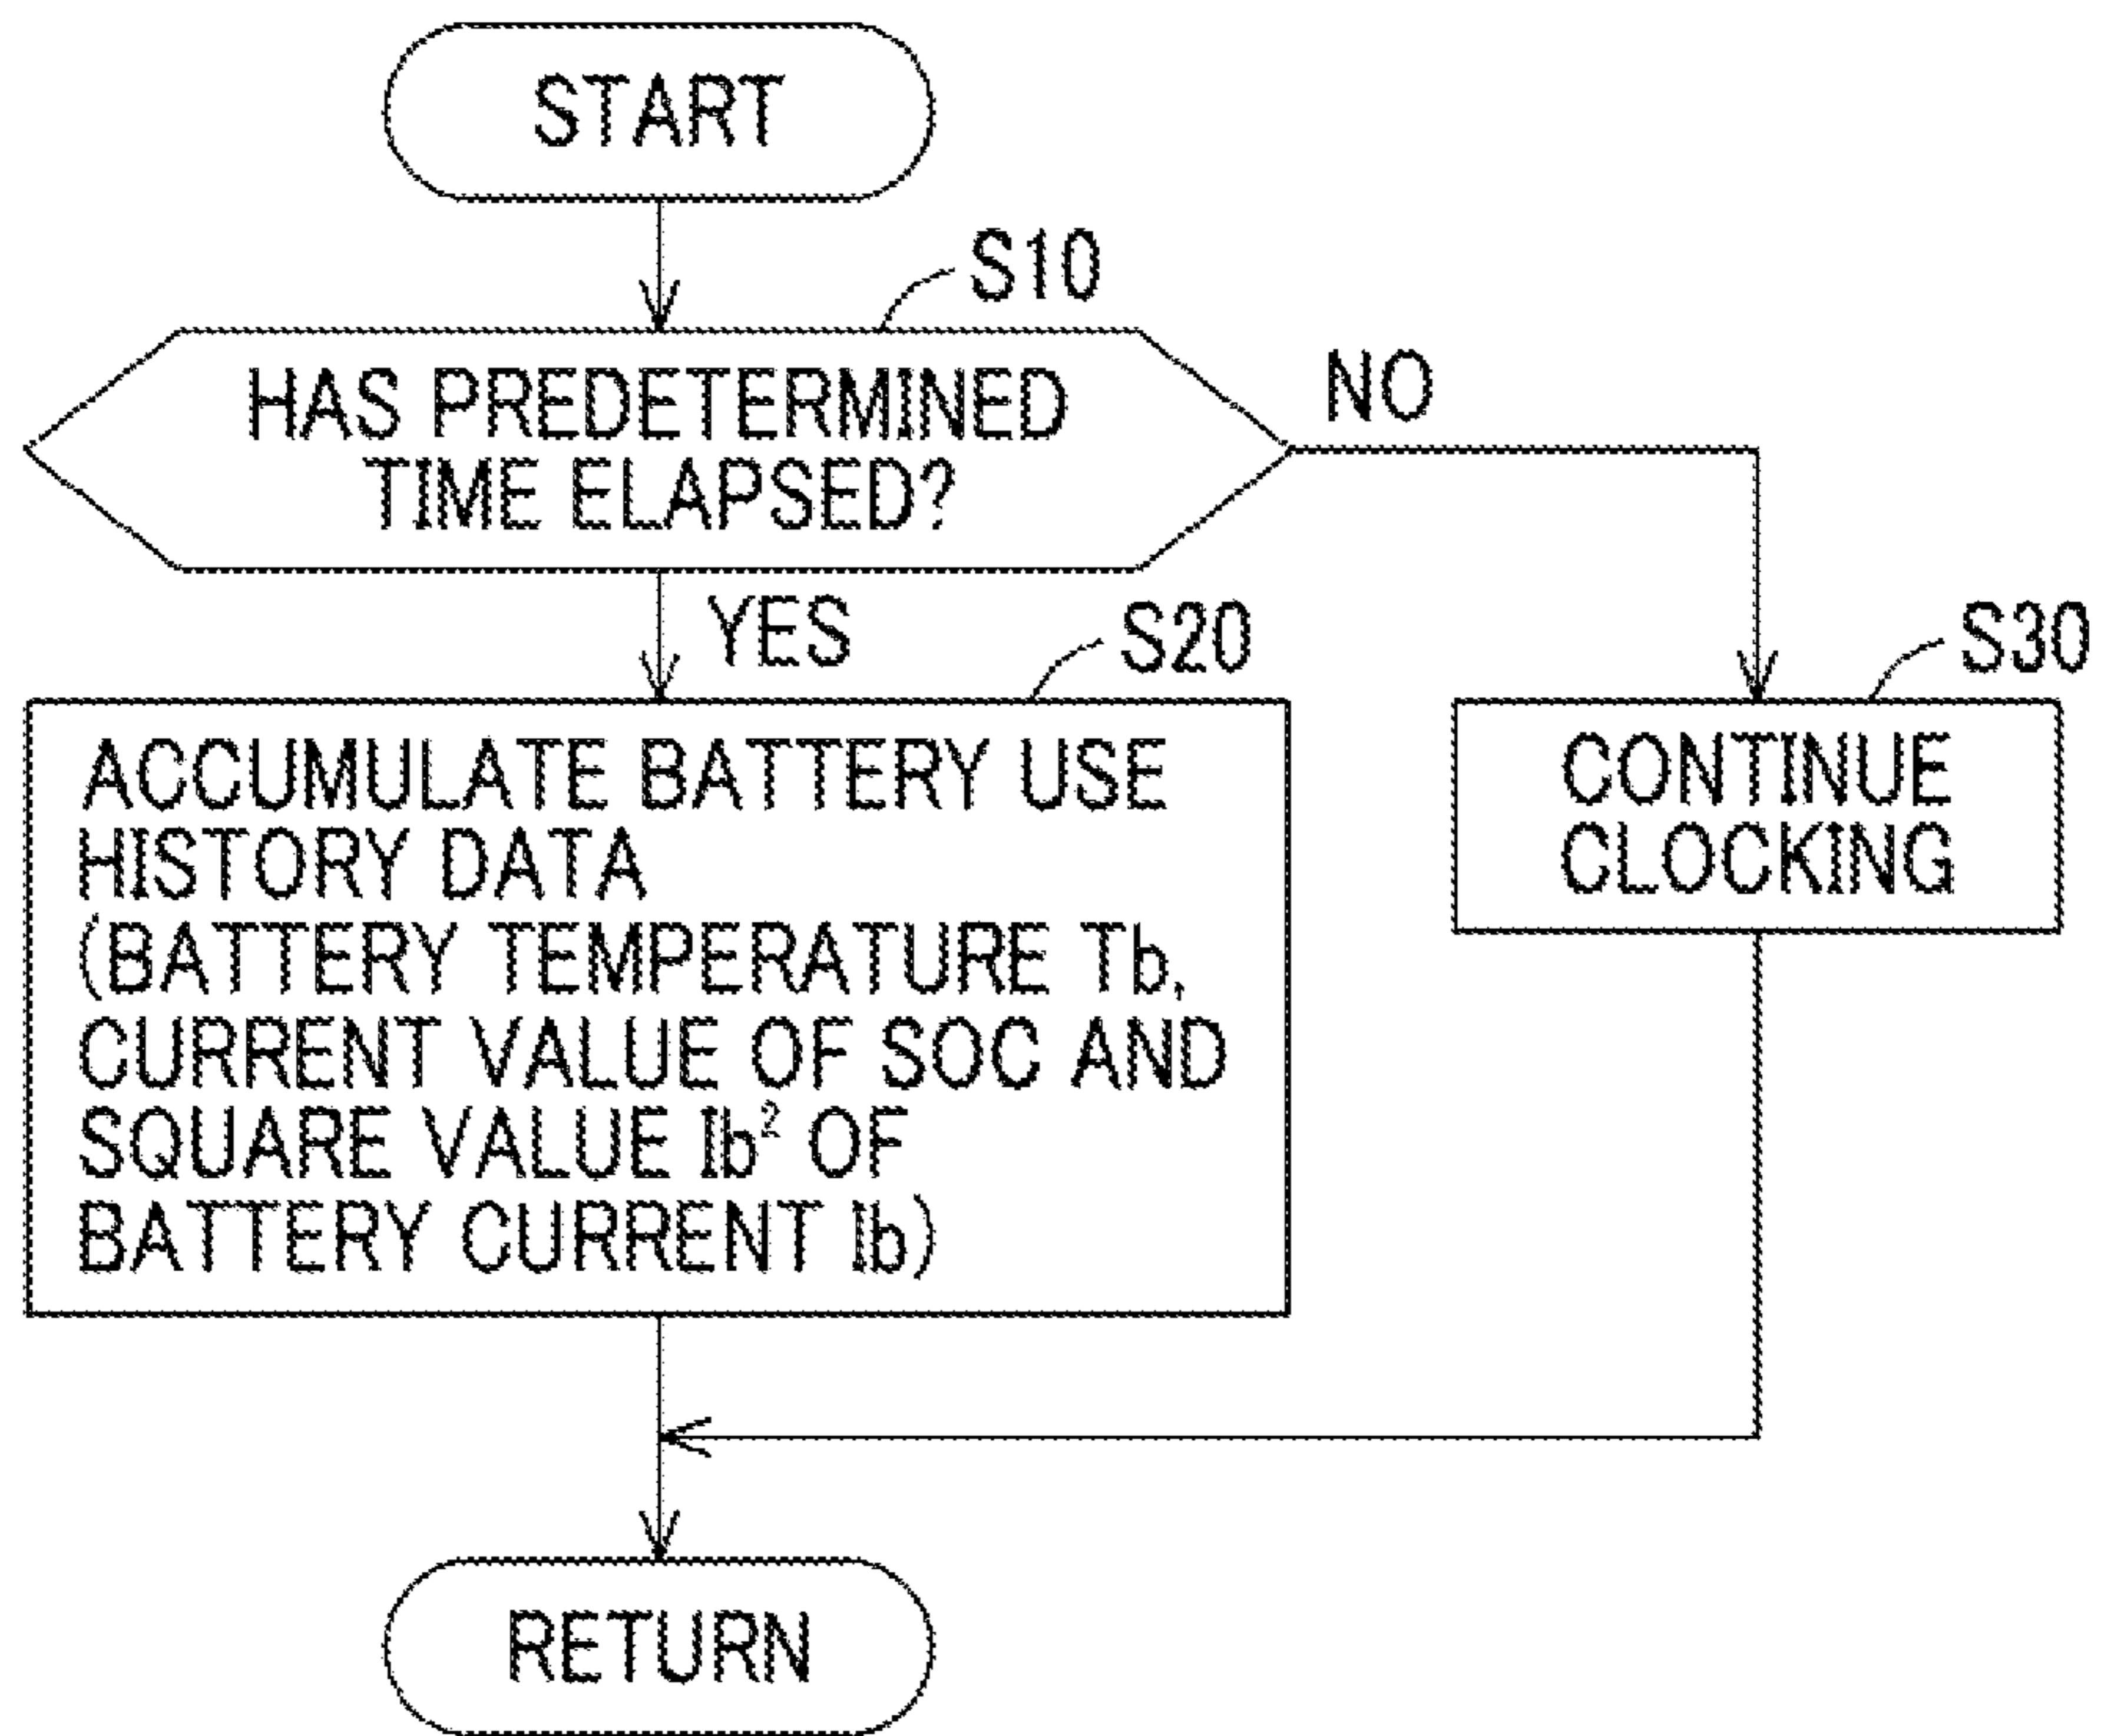 START
S10
HAS PREDETERMINED
TIME ELAPSED?
NO
YES
S20
S30
ACCUMULATE BATTERY USE
HISTORY DATA
(BATTERY TEMPERATURE Tb,
CURRENT VALUE OF SOC AND
SQUARE VALUE Ib² OF
BATTERY CURRENT Ib)
CONTINUE
CLOCKING
RETURN